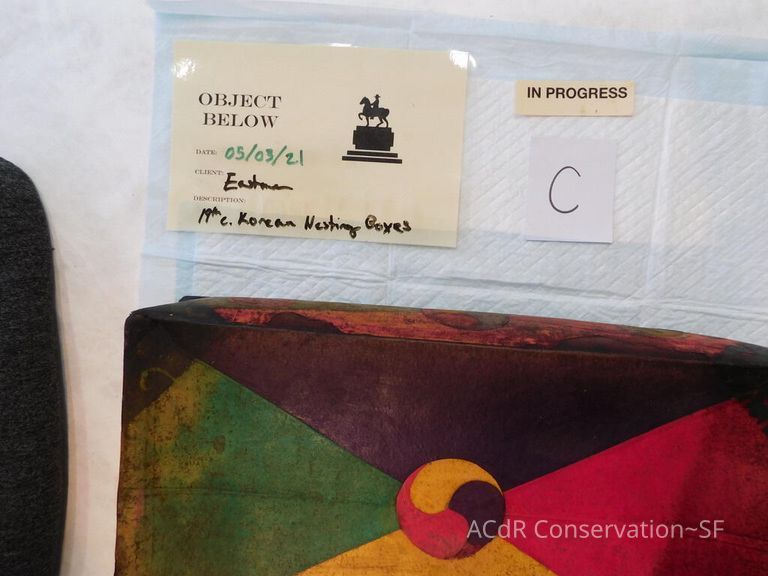 OBJECT
BELOW
DATE: 05/03/21
CLIENT: Eastman
DESCRIPTION:
19th c. Korean Nesting Boxes
IN PROGRESS
C
ACdR Conservation~SF